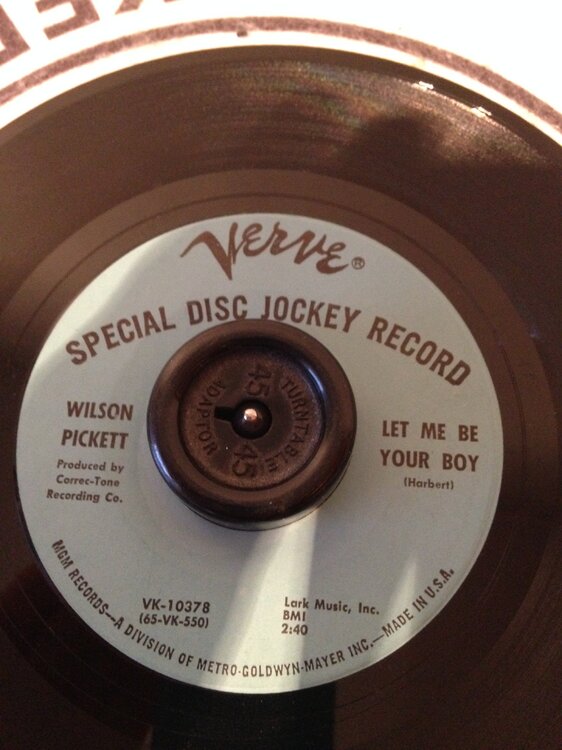 Verve®
SPECIAL DISC JOCKEY RECORD
WILSON
PICKETT
Produced by
Correc-Tone
Recording Co.
LET ME BE
YOUR BOY
(Harbert)
45
TURNTABLE
45
ADAPTOR
VK-10378
(65-VK-550)
Lark Music, Inc.
BMI
2:40
MGM RECORDS—A DIVISION OF METRO-GOLDWYN-MAYER INC.—MADE IN U.S.A.